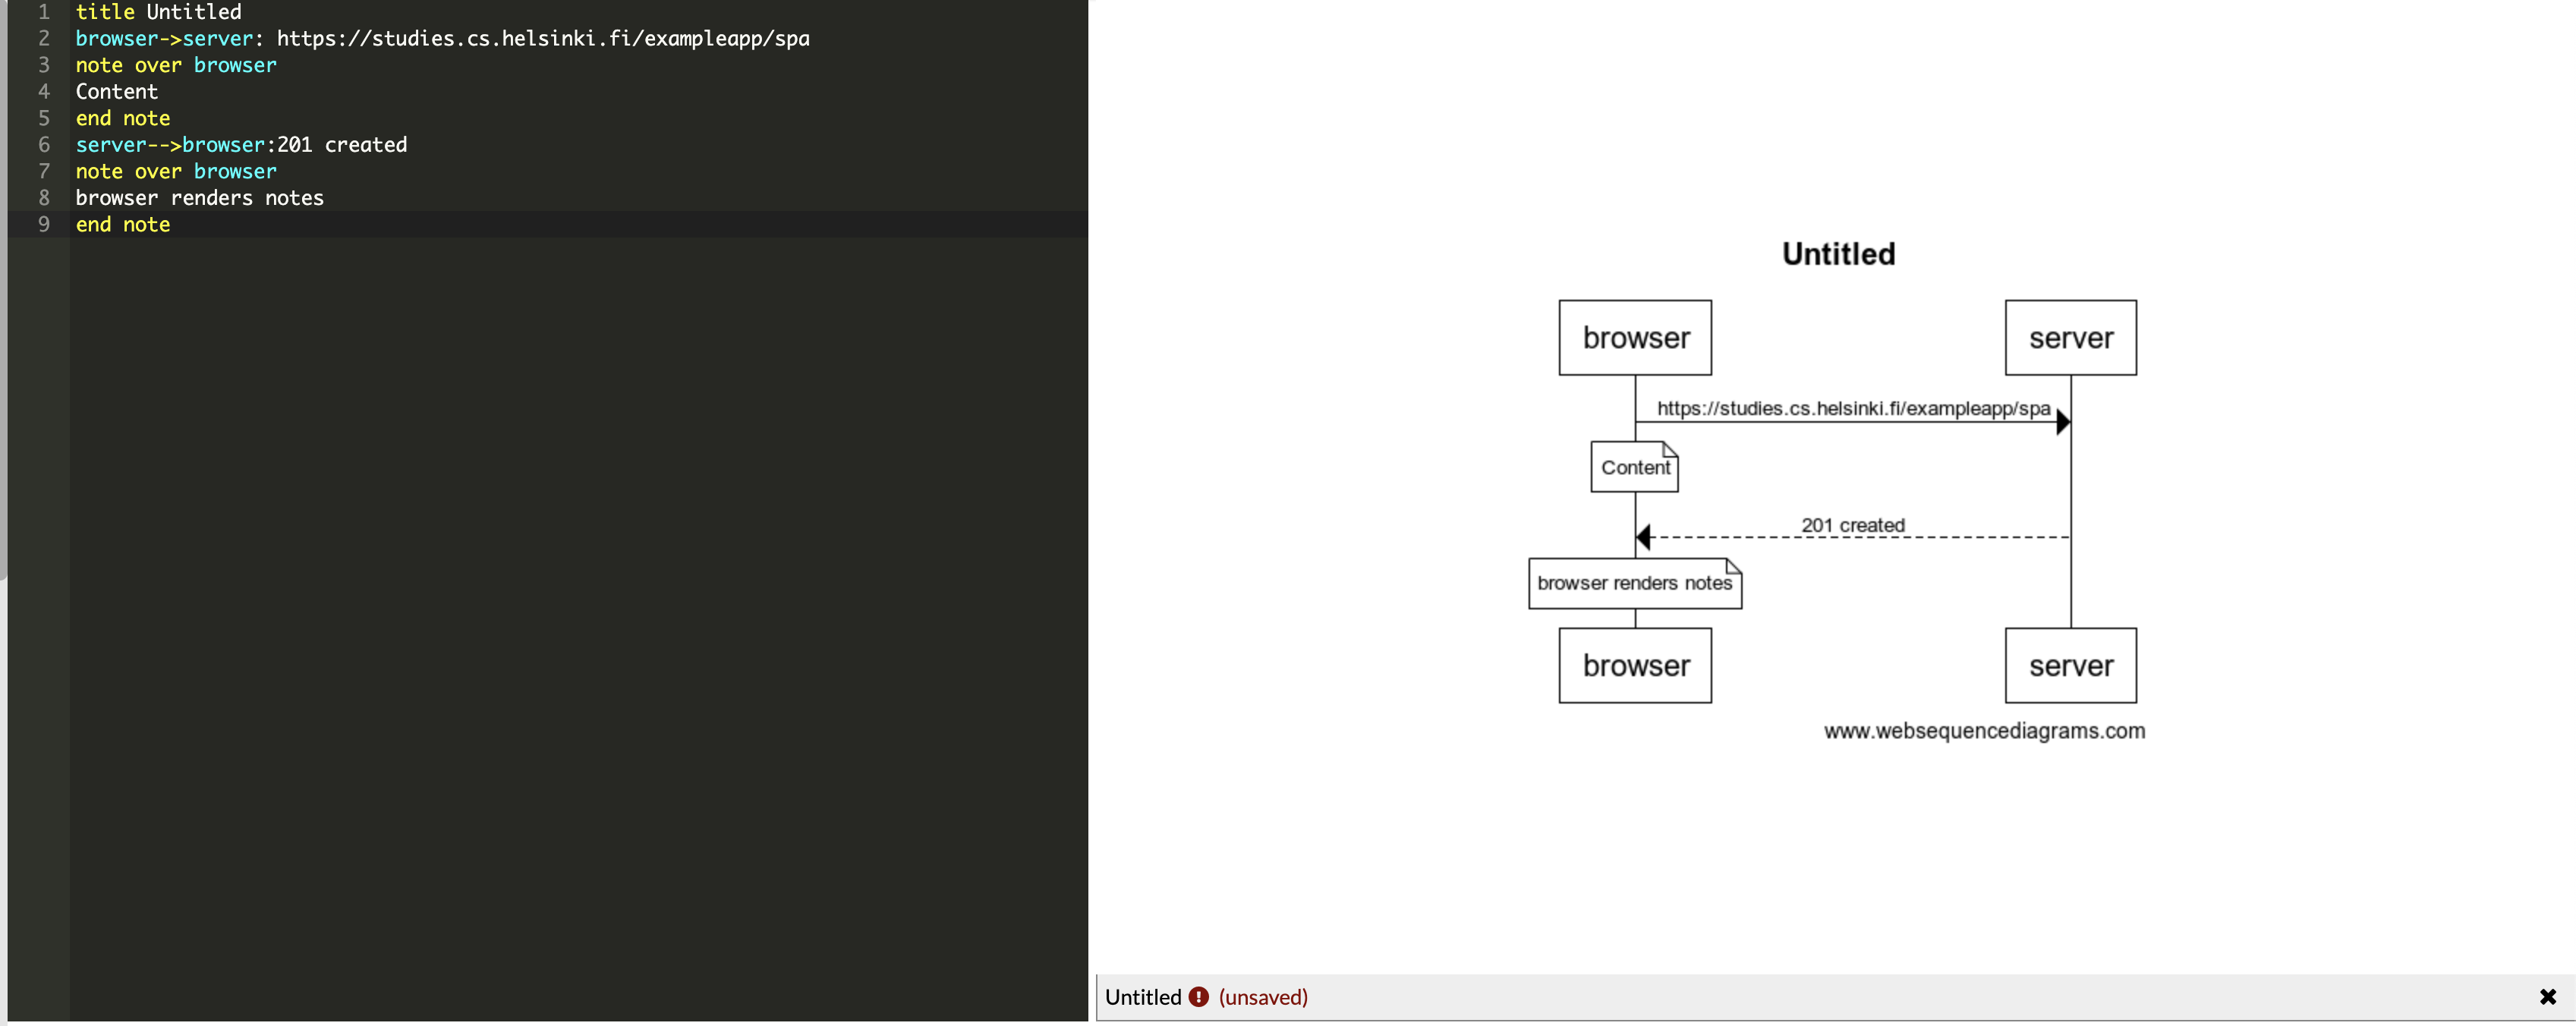 1 title Untitled
2 browser->server: https://studies.cs.helsinki.fi/exampleapp/spa
3 note over browser
4 Content
5 end note
6 server-->browser:201 created
7 note over browser
8 browser renders notes
9 end note
Untitled
browser server
https://studies.cs.helsinki.fi/exampleapp/spa
Content
201 created
browser renders notes
browser server
www.websequencediagrams.com
Untitled (unsaved)